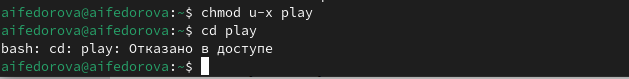 aifedorova@aifedorova:~$ chmod u-x play
aifedorova@aifedorova:~$ cd play
bash: cd: play: Отказано в доступе
aifedorova@aifedorova:~$